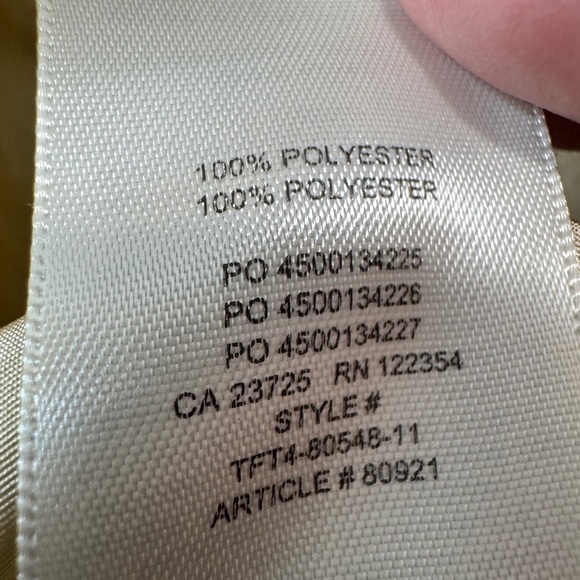 100% POLYESTER
100% POLYESTER
PO 4500134225
PO 4500134226
PO 4500134227
CA 23725 RN 122354
STYLE #
TFT4-80548-11
ARTICLE # 80921